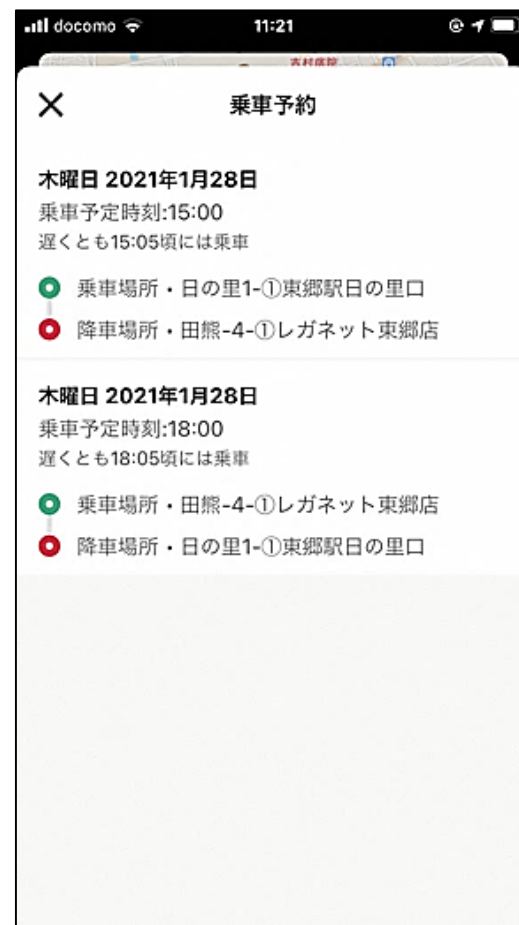 docomo
11:21
乗車予約
木曜日 2021年1月28日
乗車予定時刻:15:00
遅くとも15:05頃には乗車
乗車場所・日の里1-①東郷駅日の里口
降車場所・田熊-4-①レガネット東郷店
木曜日 2021年1月28日
乗車予定時刻:18:00
遅くとも18:05頃には乗車
乗車場所・田熊-4-①レガネット東郷店
降車場所・日の里1-①東郷駅日の里口